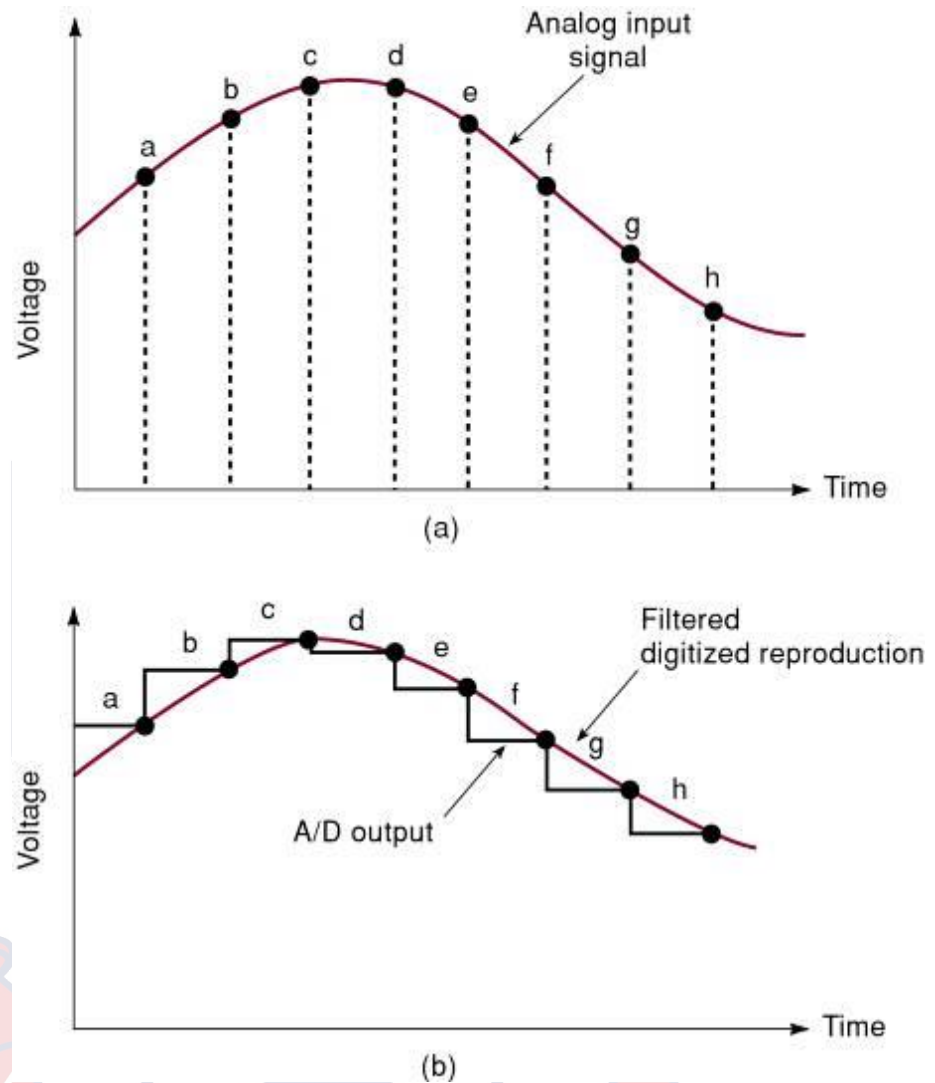 Analog input
signal
a
b
c
d
e
f
g
h
Voltage
Time
(a)
a
b
c
d
e
f
g
h
Filtered
digitized reproduction
A/D output
Voltage
Time
(b)